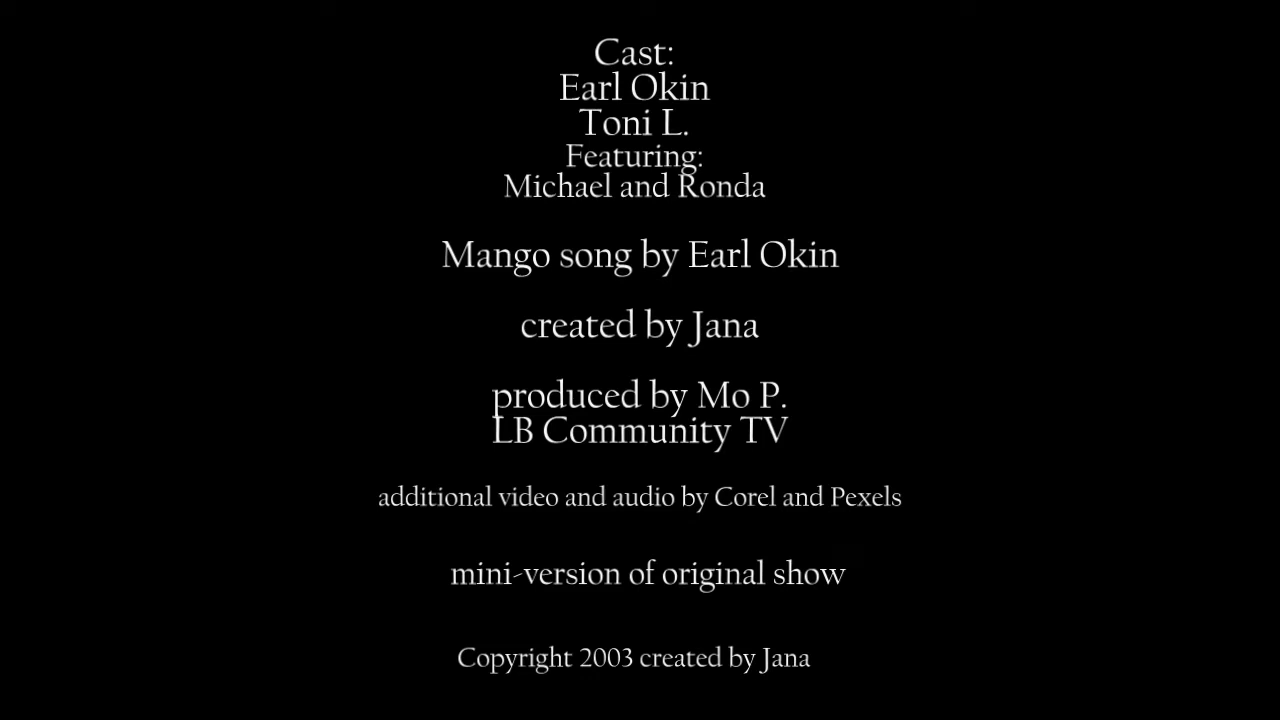 Cast:
Earl Okin
Toni L.
Featuring:
Michael and Ronda
Mango song by Earl Okin
created by Jana
produced by Mo P.
LB Community TV
additional video and audio by Corel and Pexels
mini-version of original show
Copyright 2003 created by Jana